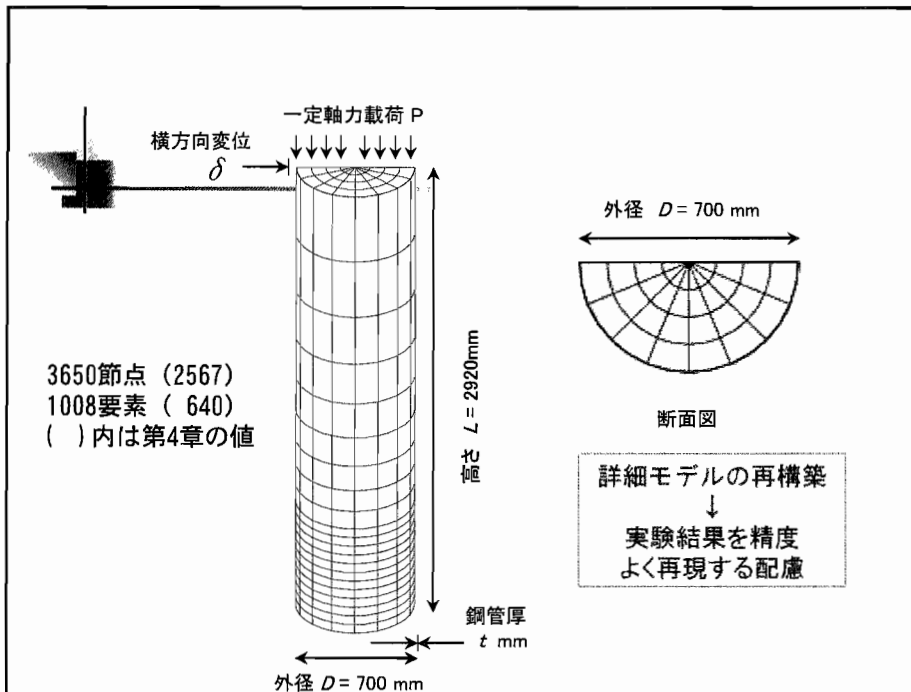 一定軸力載荷 P
横方向変位
δ
外径 D = 700 mm
高さ L = 2920mm
3650節点 (2567)
1008要素 ( 640)
( )内は第4章の値
断面図
詳細モデルの再構築
↓
実験結果を精度
よく再現する配慮
鋼管厚
t mm
外径 D = 700 mm